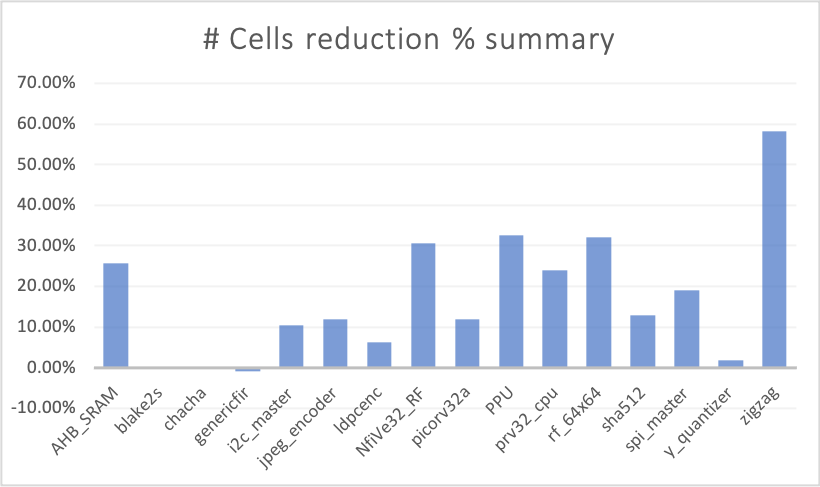 # Cells reduction % summary
70.00%
60.00%
50.00%
40.00%
30.00%
20.00%
10.00%
0.00%
-10.00%
AHB_SRAM
blake2s
chacha
genericfir
i2c_master
jpeg_encoder
ldpcenc
NfiVe32_RF
picorv32a
PPU
prv32_cpu
rf_64x64
sha512
spi_master
y_quantizer
zigzag